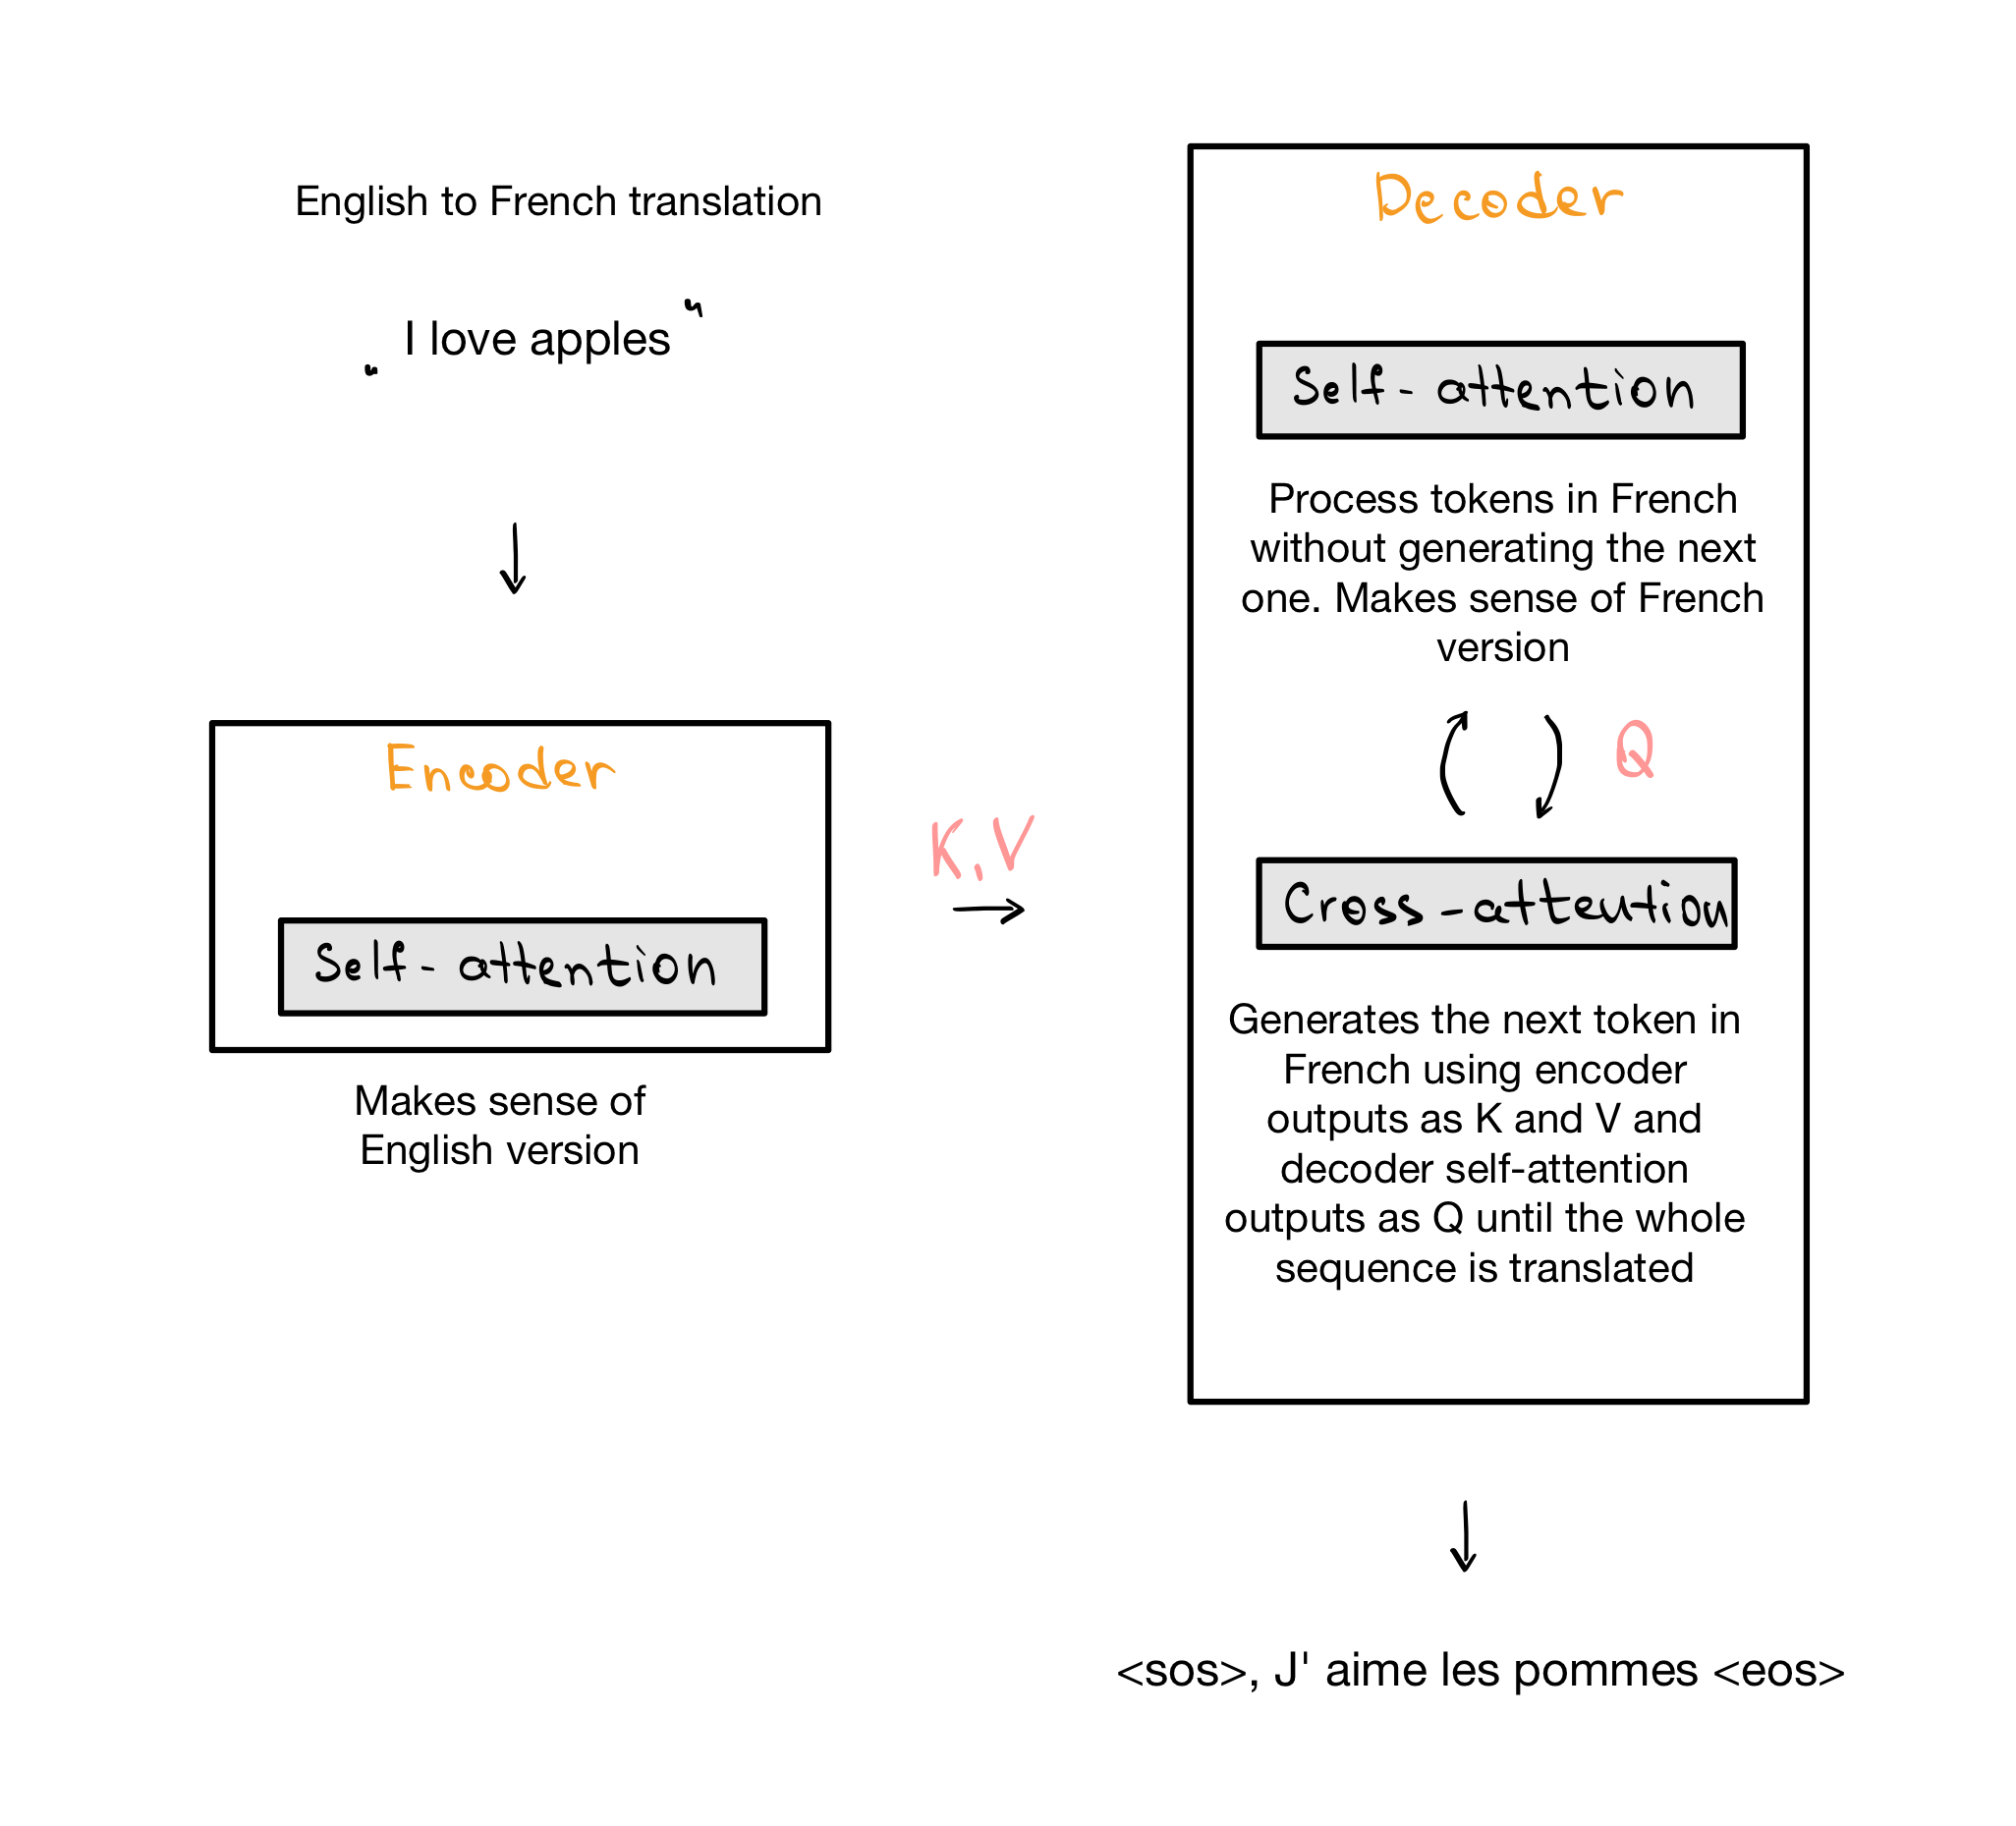 English to French translation
„ I love apples "
Encoder
Self-attention
Makes sense of
English version
K,V
Decoder
Self-attention
Process tokens in French
without generating the next
one. Makes sense of French
version
Q
Cross-attention
Generates the next token in
French using encoder
outputs as K and V and
decoder self-attention
outputs as Q until the whole
sequence is translated
<sos>, J' aime les pommes <eos>